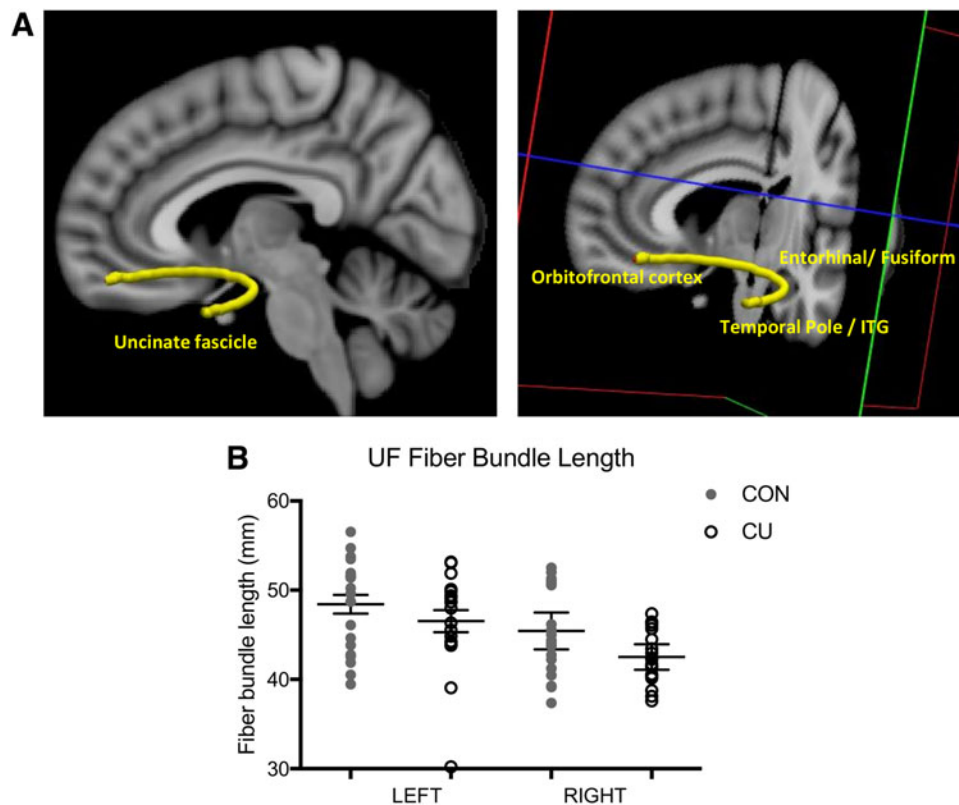 A
Uncinate fascicle
Entorhinal/ Fusiform
Orbitofrontal cortex
Temporal Pole / ITG
B
UF Fiber Bundle Length
CON
CU
Fiber bundle length (mm)
60
50
40
30
LEFT
RIGHT